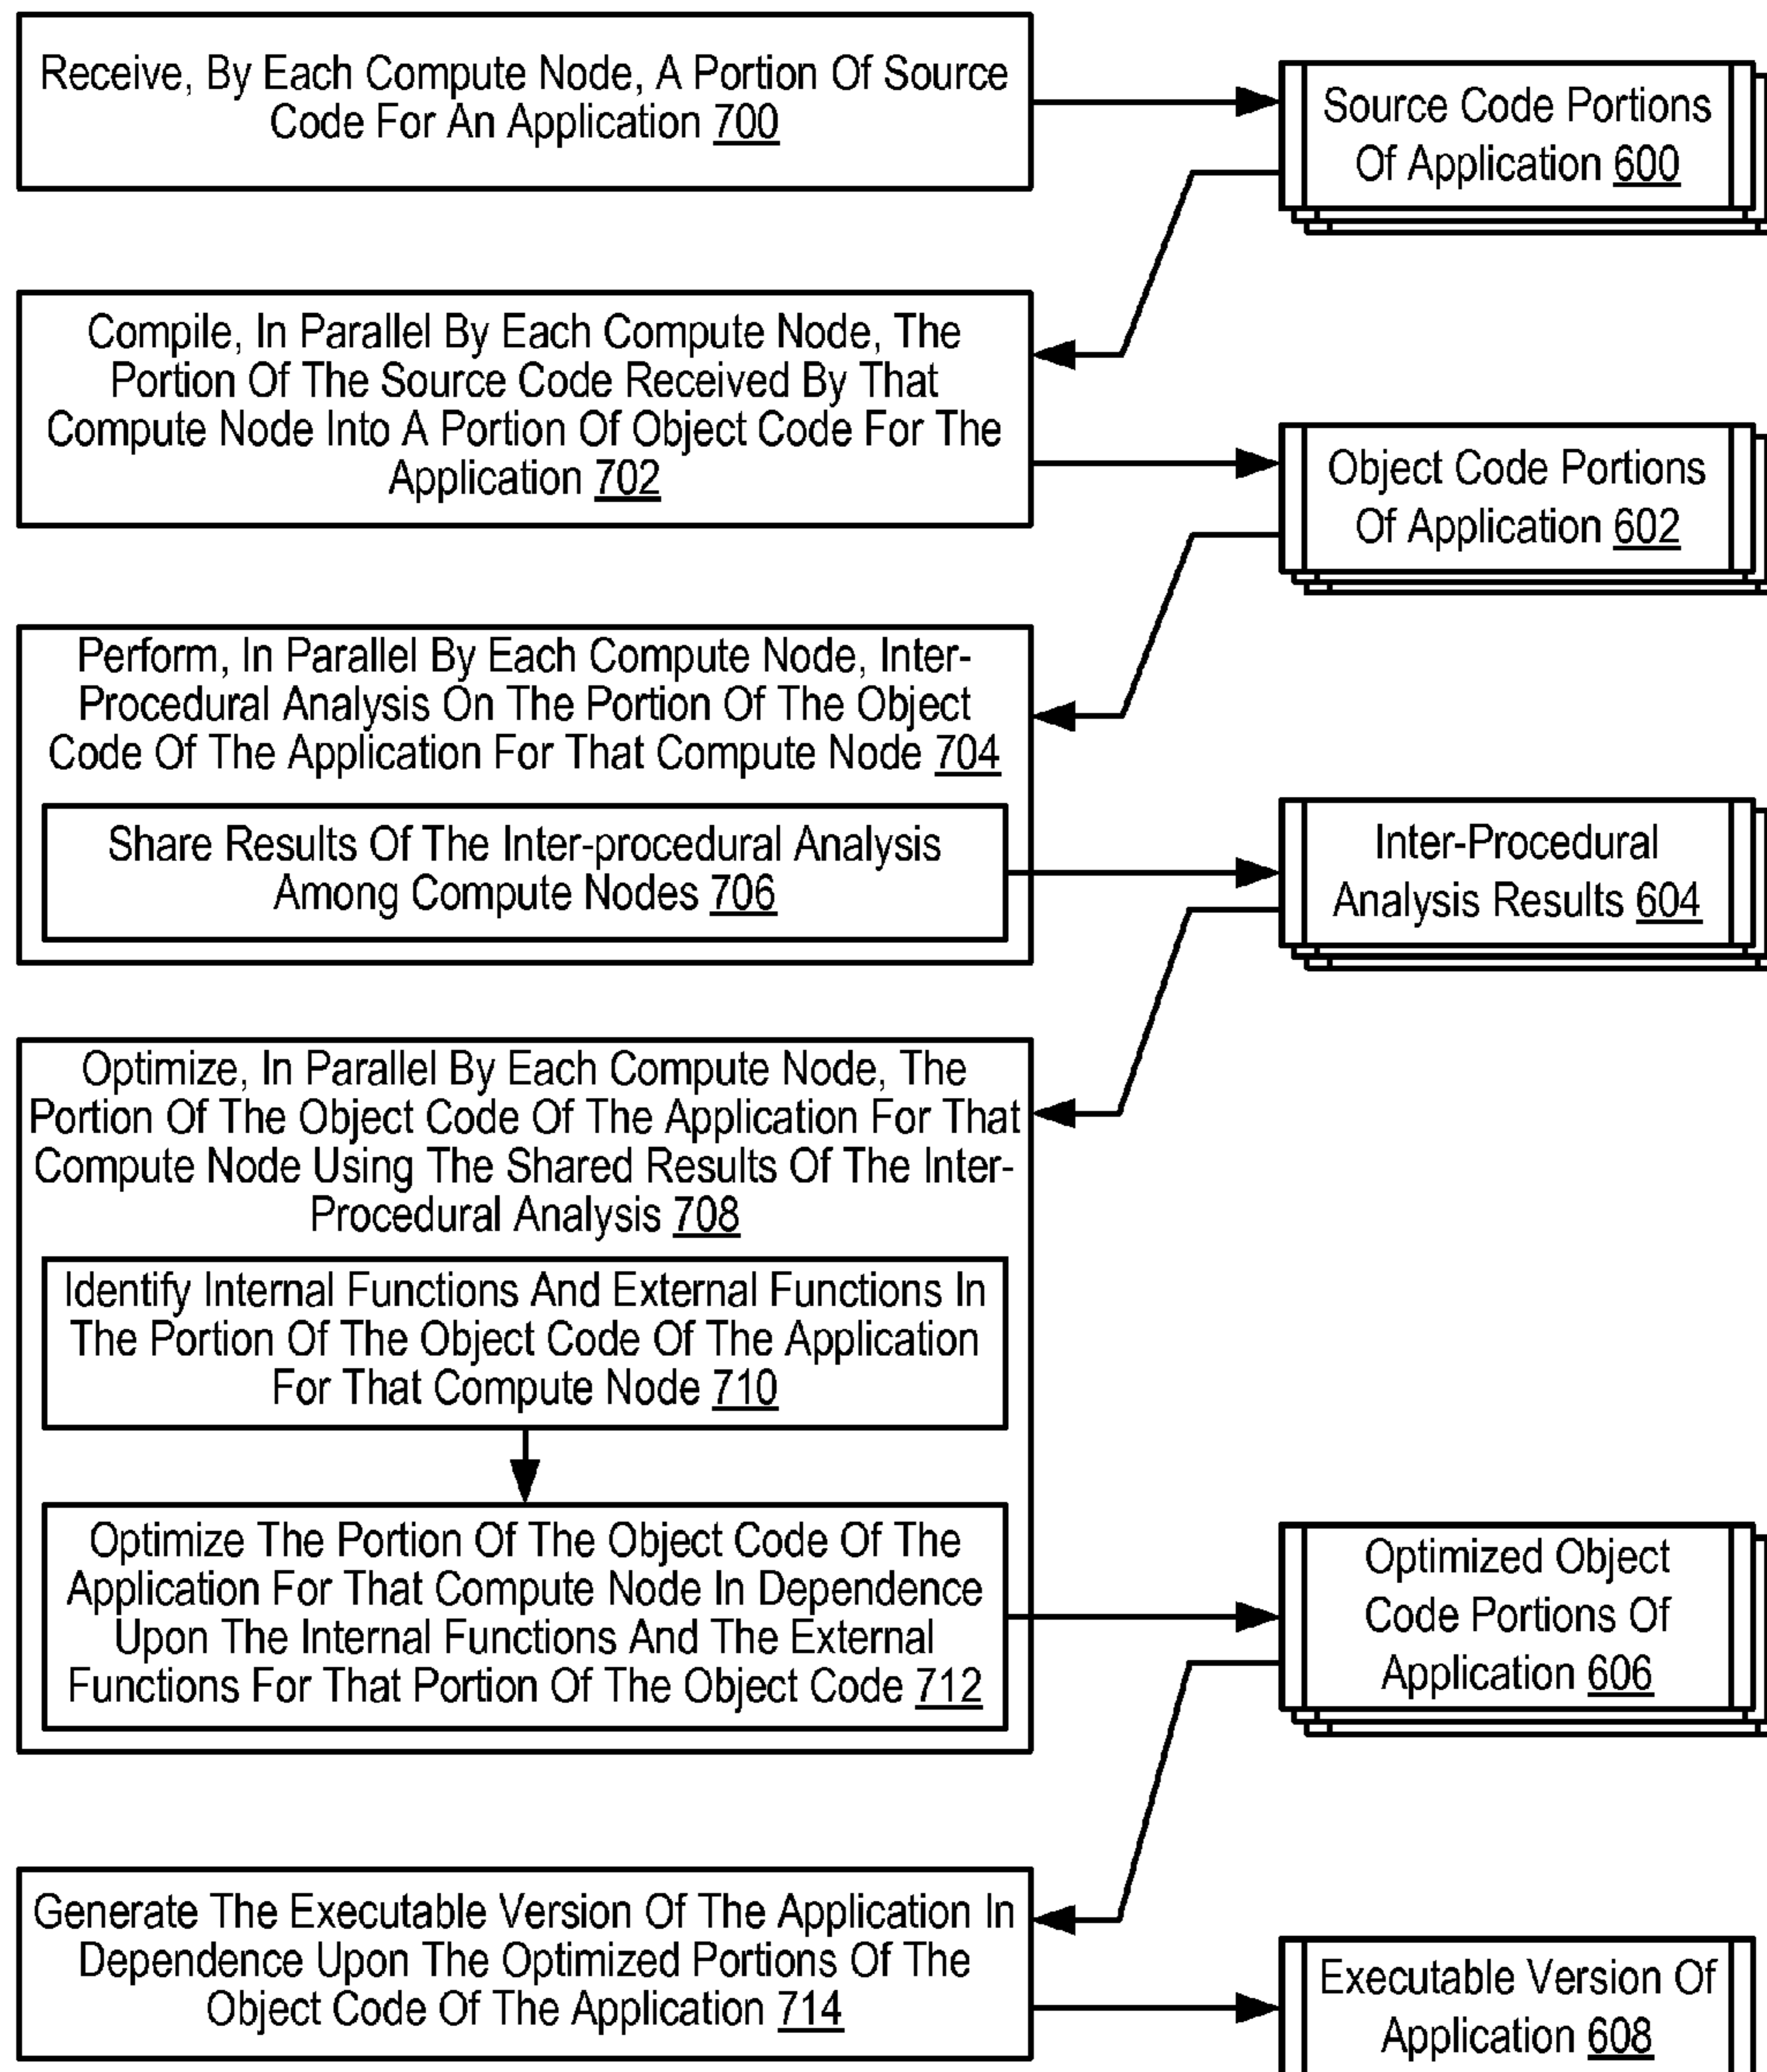 Receive, By Each Compute Node, A Portion Of Source
Code For An Application 700
Source Code Portions
Of Application 600
Compile, In Parallel By Each Compute Node, The
Portion Of The Source Code Received By That
Compute Node Into A Portion Of Object Code For The
Application 702
Object Code Portions
Of Application 602
Perform, In Parallel By Each Compute Node, Inter-
Procedural Analysis On The Portion Of The Object
Code Of The Application For That Compute Node 704
Share Results Of The Inter-procedural Analysis
Among Compute Nodes 706
Inter-Procedural
Analysis Results 604
Optimize, In Parallel By Each Compute Node, The
Portion Of The Object Code Of The Application For That
Compute Node Using The Shared Results Of The Inter-
Procedural Analysis 708
Identify Internal Functions And External Functions In
The Portion Of The Object Code Of The Application
For That Compute Node 710
Optimize The Portion Of The Object Code Of The
Application For That Compute Node In Dependence
Upon The Internal Functions And The External
Functions For That Portion Of The Object Code 712
Optimized Object
Code Portions Of
Application 606
Generate The Executable Version Of The Application In
Dependence Upon The Optimized Portions Of The
Object Code Of The Application 714
Executable Version Of
Application 608